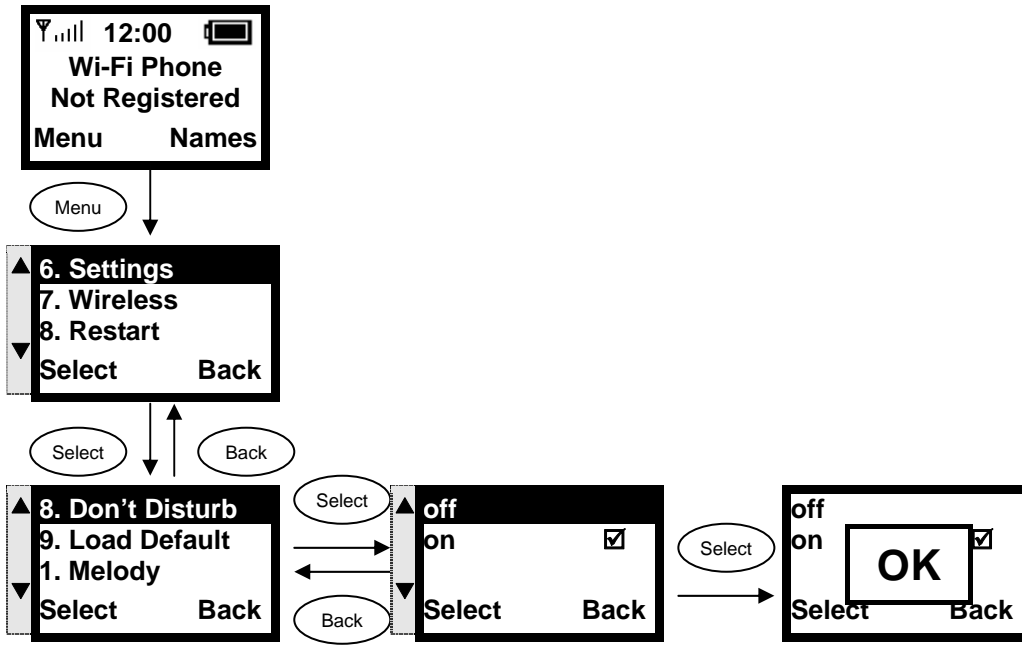 12:00
Wi-Fi Phone
Not Registered
Menu Names
Menu
6. Settings
7. Wireless
8. Restart
Select Back
Select
Back
8. Don't Disturb
9. Load Default
1. Melody
Select Back
Select
Back
off
on
Select Back
Select
off
on
OK
Select Back